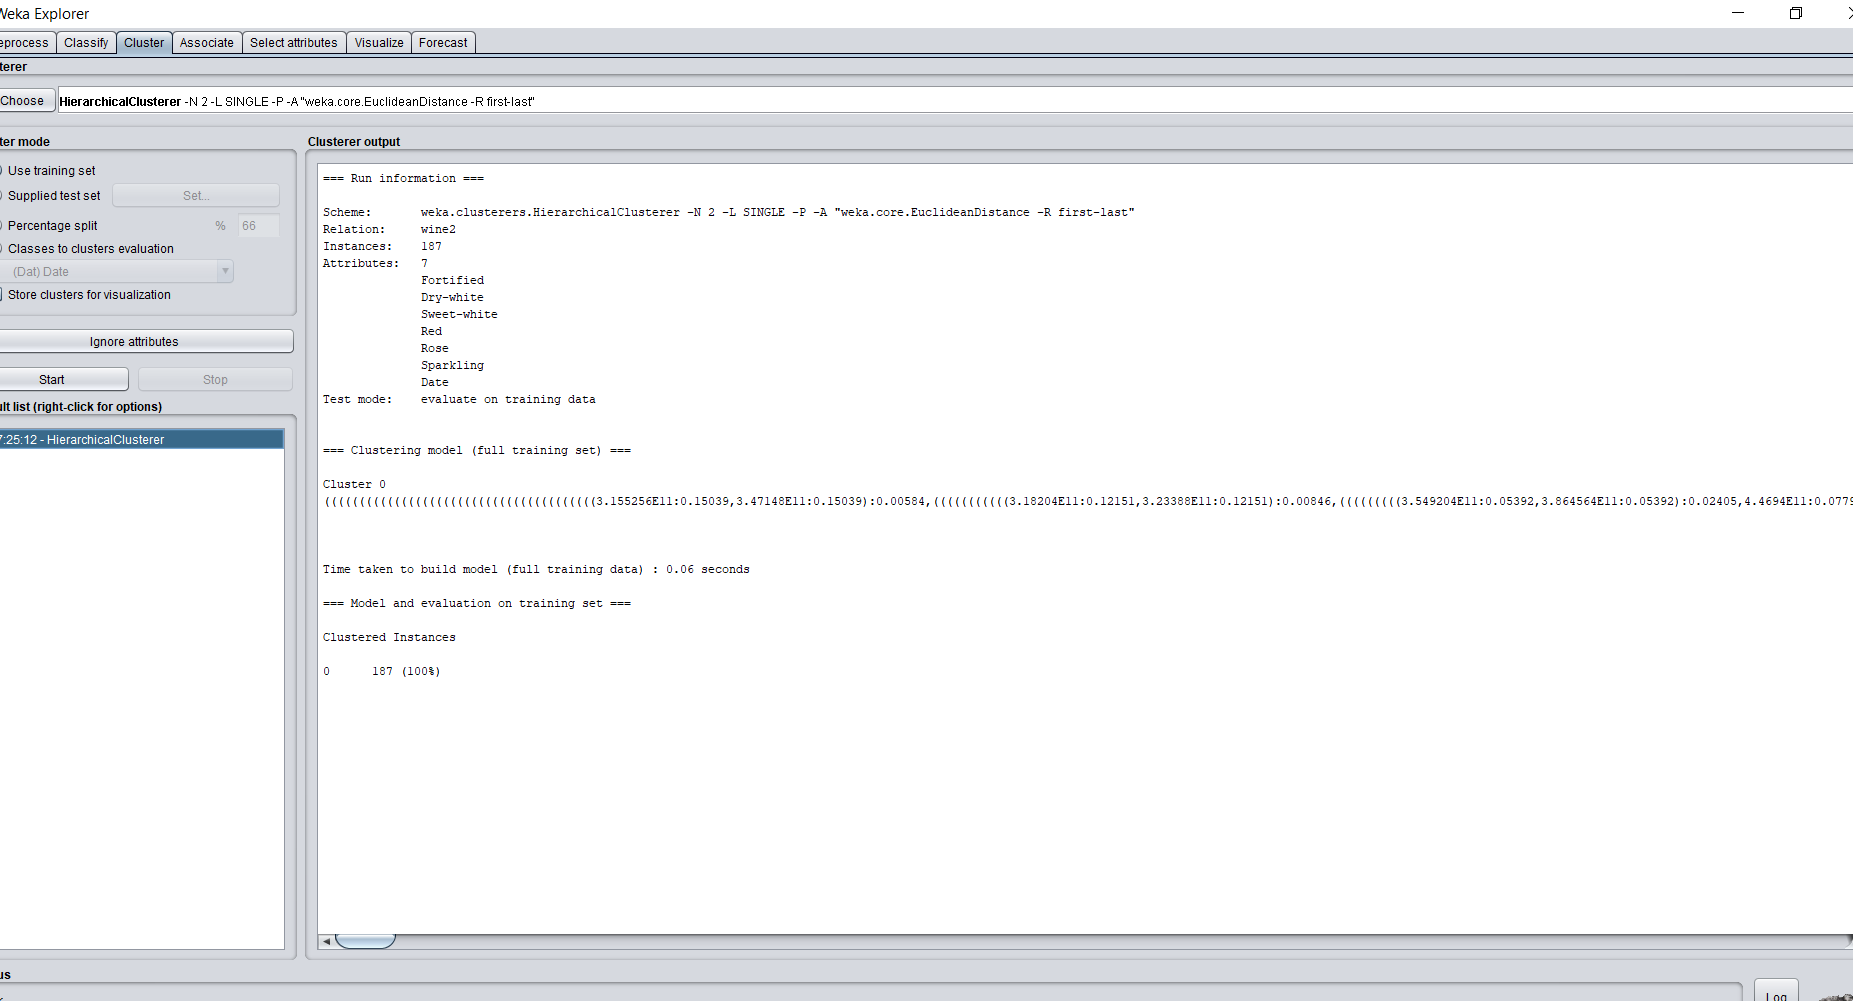 Weka Explorer
eprocess Classify Cluster Associate Select attributes Visualize Forecast
terer
Choose HierarchicalClusterer -N 2 -L SINGLE -P -A "weka.core.EuclideanDistance -R first-last"
ter mode
Use training set
Supplied test set Set...
Percentage split % 66
Classes to clusters evaluation
(Dat) Date
Store clusters for visualization
Ignore attributes
Start Stop
ult list (right-click for options)
7:25:12 - HierarchicalClusterer
Clusterer output
=== Run information ===
Scheme: weka.clusterers.HierarchicalClusterer -N 2 -L SINGLE -P -A "weka.core.EuclideanDistance -R first-last"
Relation: wine2
Instances: 187
Attributes: 7
Fortified
Dry-white
Sweet-white
Red
Rose
Sparkling
Date
Test mode: evaluate on training data
=== Clustering model (full training set) ===
Cluster 0
(((((((((((((((((((((((((((((((((((((((3.155256E11:0.15039,3.47148E11:0.15039):0.00584,(((((((((((3.18204E11:0.12151,3.23388E11:0.12151):0.00846,(((((((((3.549204E11:0.05392,3.864564E11:0.05392):0.02405,4.4694E11:0.0779
Time taken to build model (full training data) : 0.06 seconds
=== Model and evaluation on training set ===
Clustered Instances
0 187 (100%)
us
Log